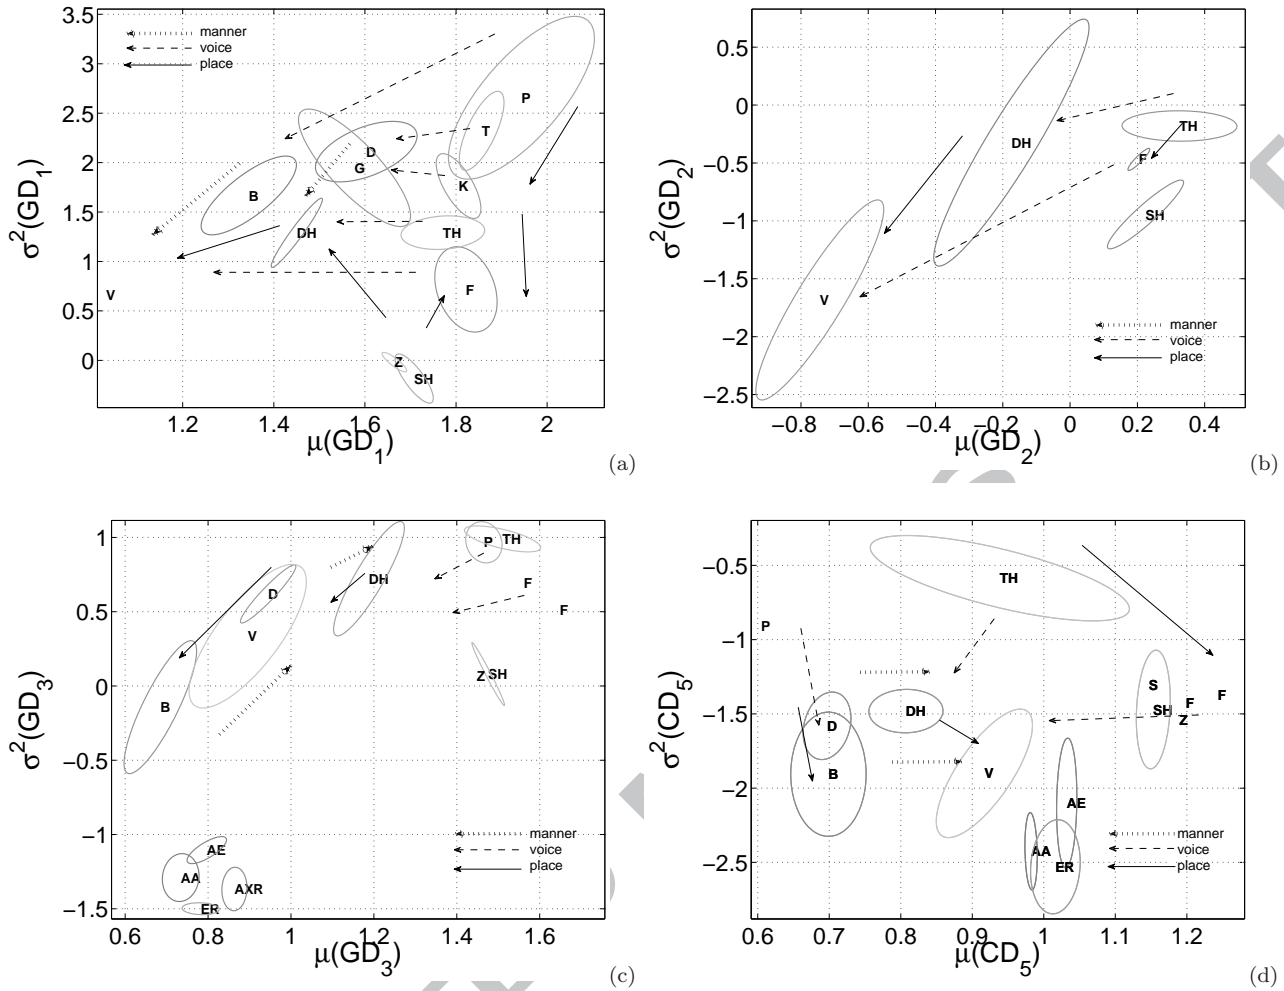 3.5
3
2.5
2
1.5
1
0.5
0
σ²(GD₁)
manner
voice
place
P
T
D
G
K
B
DH
TH
V
F
Z
SH
1.2 1.4 1.6 1.8 2
μ(GD₁)
(a)
0.5
0
−0.5
−1
−1.5
−2
−2.5
σ²(GD₂)
TH
DH
F
SH
V
manner
voice
place
−0.8 −0.6 −0.4 −0.2 0 0.2 0.4
μ(GD₂)
(b)
1
0.5
0
−0.5
−1
−1.5
σ²(GD₃)
P TH
DH
F
D
F
V
Z SH
B
AE
AA
AXR
ER
manner
voice
place
0.6 0.8 1 1.2 1.4 1.6
μ(GD₃)
(c)
−0.5
−1
−1.5
−2
−2.5
σ²(CD₅)
TH
P
S
F
F
SH
DH
Z
D
B
V
AE
AA
ER
manner
voice
place
0.6 0.7 0.8 0.9 1 1.1 1.2
μ(CD₅)
(d)